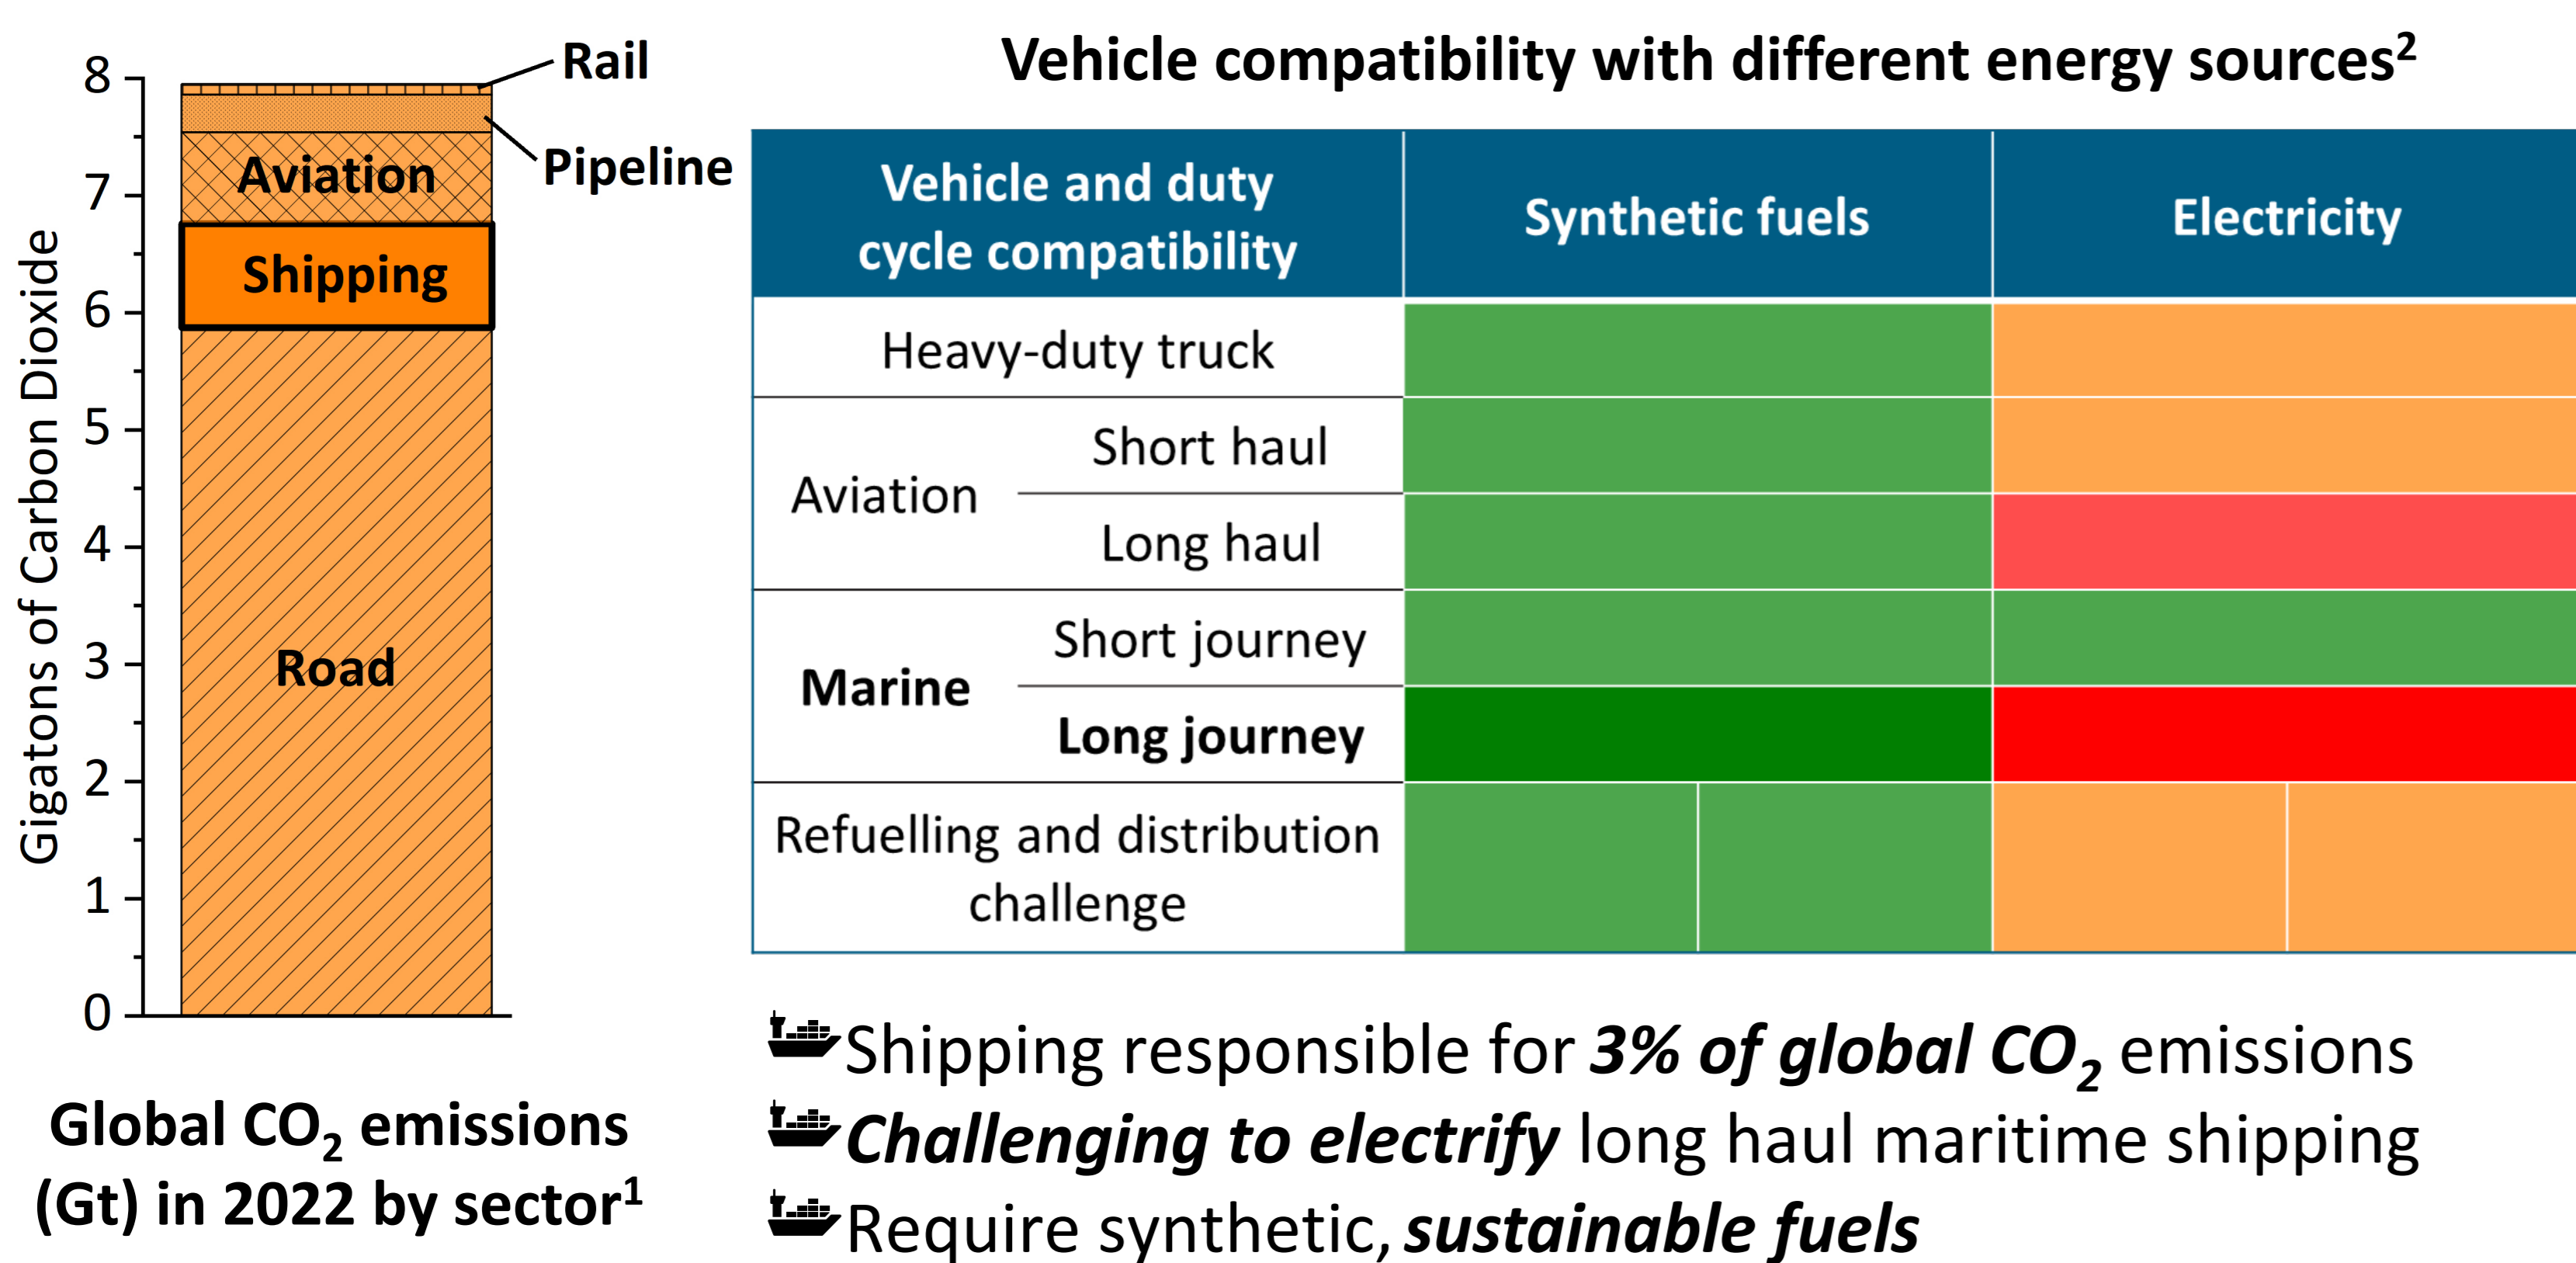 8
7
6
5
4
3
2
1
0
Gigatons of Carbon Dioxide
Rail
Pipeline
Aviation
Shipping
Road
Global CO₂ emissions
(Gt) in 2022 by sector¹
Vehicle compatibility with different energy sources²
Vehicle and duty
cycle compatibility
Synthetic fuels
Electricity
Heavy-duty truck
Aviation
Short haul
Long haul
Marine
Short journey
Long journey
Refuelling and distribution
challenge
Shipping responsible for 3% of global CO₂ emissions
Challenging to electrify long haul maritime shipping
Require synthetic, sustainable fuels